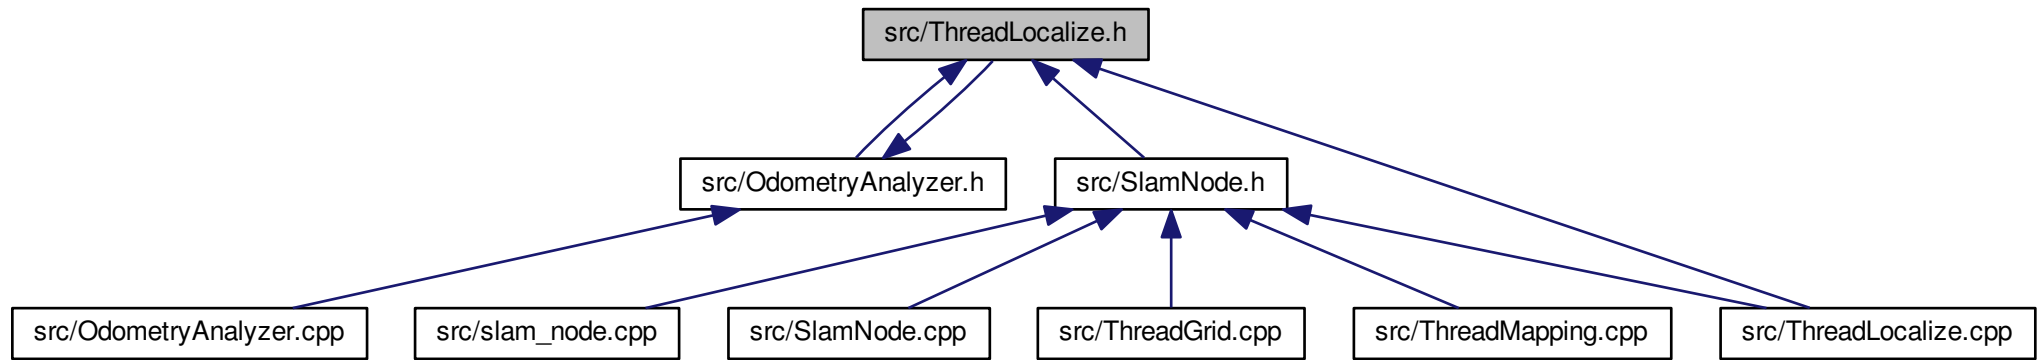 src/ThreadLocalize.h
src/OdometryAnalyzer.h
src/SlamNode.h
src/OdometryAnalyzer.cpp
src/slam_node.cpp
src/SlamNode.cpp
src/ThreadGrid.cpp
src/ThreadMapping.cpp
src/ThreadLocalize.cpp